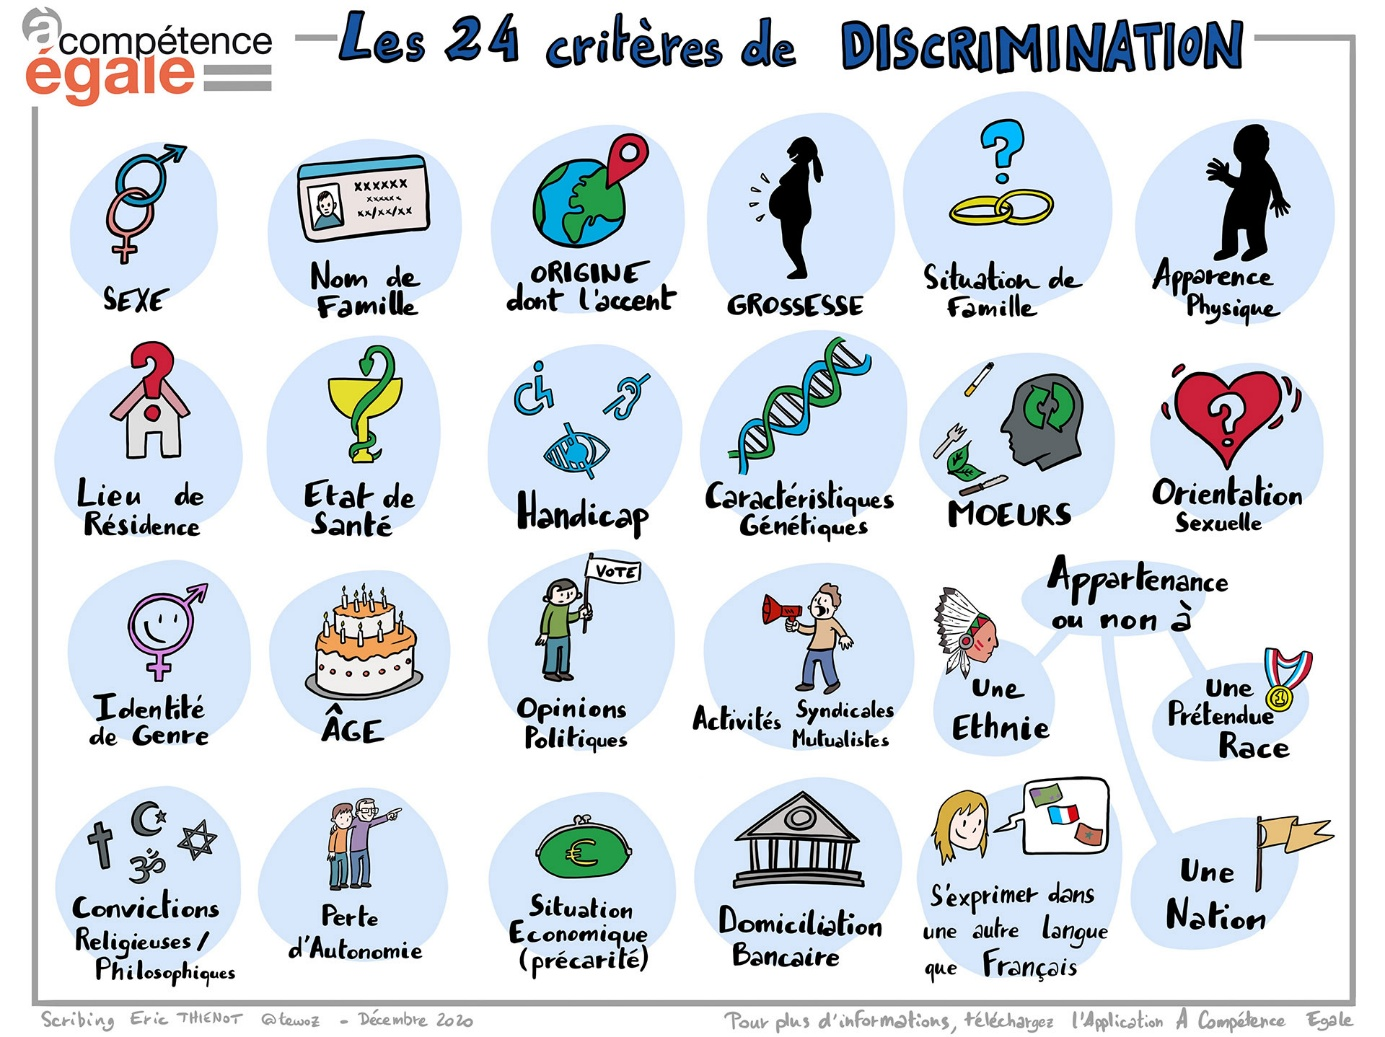 à compétence
égale
Les 24 critères de DISCRIMINATION
SEXE
XXXXXX
XXXXX
XX/XX/XX
Nom de
Famille
ORIGINE
dont l'accent
GROSSESSE
?
Situation de
Famille
Apparence
Physique
?
Lieu de
Résidence
Etat de
Santé
Handicap
Caractéristiques
Génétiques
MOEURS
?
Orientation
Sexuelle
Identité
de Genre
ÂGE
VOTE
Opinions
Politiques
Activités Syndicales
Mutualistes
Appartenance
ou non à
Une
Ethnie
1
Une
Prétendue
Race
Convictions
Religieuses/
Philosophiques
Perte
d'Autonomie
€
Situation
Economique
(précarité)
Domiciliation
Bancaire
S'exprimer dans
une autre langue
que Français
Une
Nation
Scribing Eric THIENOT @tewoz - Décembre 2020
Pour plus d'informations, téléchargez l'Application A Compétence Egale